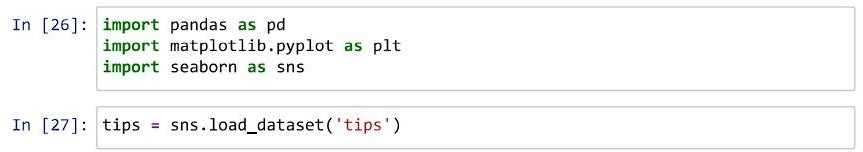 In [26]: import pandas as pd
import matplotlib.pyplot as plt
import seaborn as sns
In [27]: tips = sns.load_dataset('tips')